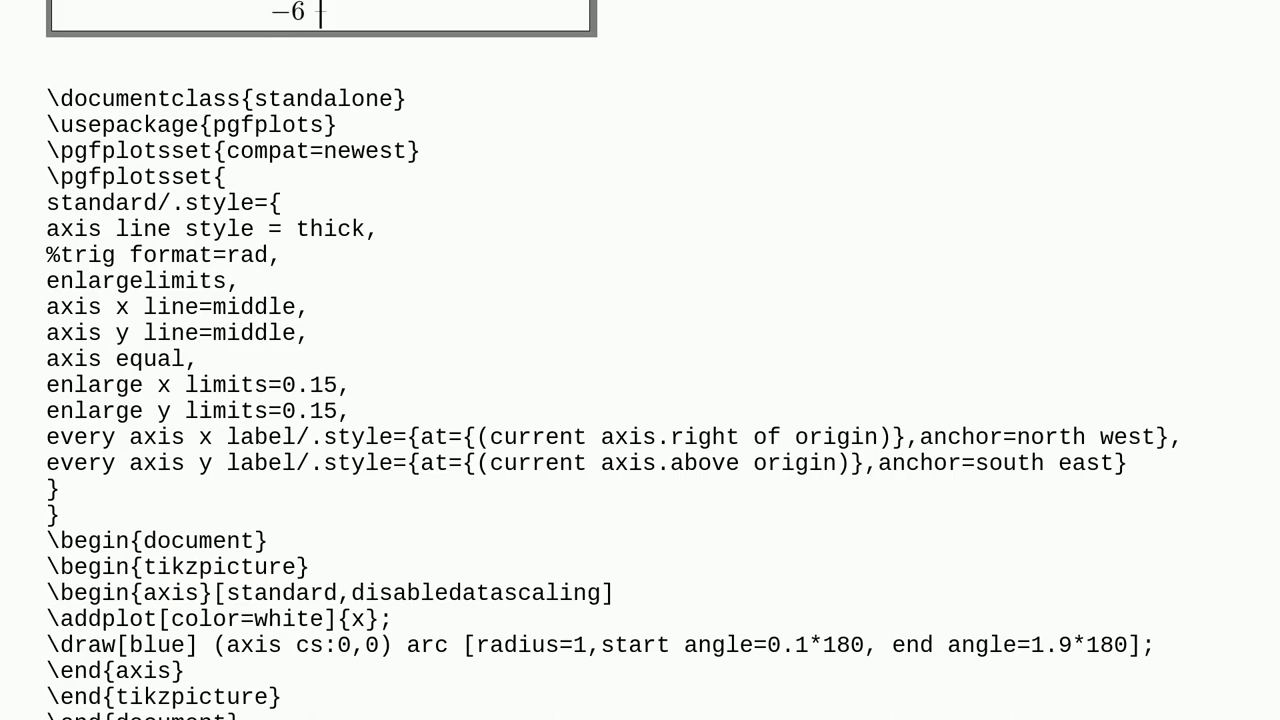 −6
\documentclass{standalone}
\usepackage{pgfplots}
\pgfplotsset{compat=newest}
\pgfplotsset{
standard/.style={
axis line style = thick,
%trig format=rad,
enlargelimits,
axis x line=middle,
axis y line=middle,
axis equal,
enlarge x limits=0.15,
enlarge y limits=0.15,
every axis x label/.style={at={(current axis.right of origin)},anchor=north west},
every axis y label/.style={at={(current axis.above origin)},anchor=south east}
}
}
\begin{document}
\begin{tikzpicture}
\begin{axis}[standard,disabledatascaling]
\addplot[color=white]{x};
\draw[blue] (axis cs:0,0) arc [radius=1,start angle=0.1*180, end angle=1.9*180];
\end{axis}
\end{tikzpicture}
\end{document}